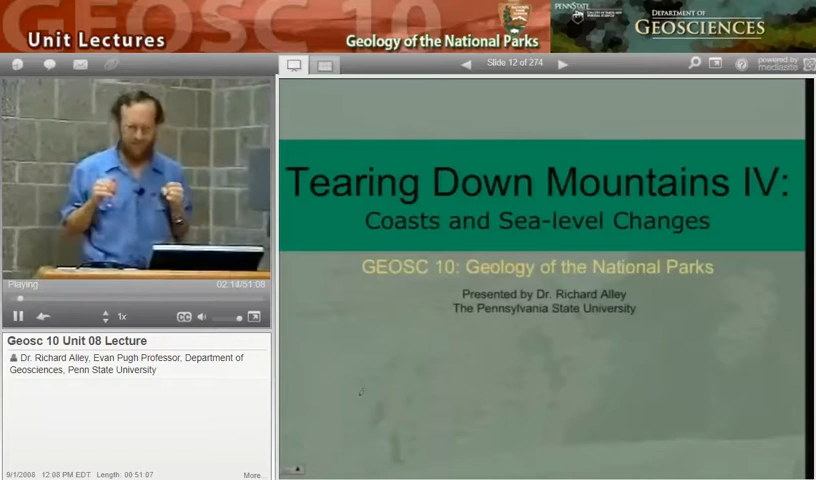 GEOSC 10
Unit Lectures
Geology of the National Parks
PENNSTATE
DEPARTMENT OF
GEOSCIENCES
Slide 12 of 274
powered by
mediasite
Tearing Down Mountains IV:
Coasts and Sea-level Changes
GEOSC 10: Geology of the National Parks
Presented by Dr. Richard Alley
The Pennsylvania State University
Playing
02:14/51:08
1x
CC
Geosc 10 Unit 08 Lecture
Dr. Richard Alley, Evan Pugh Professor, Department of
Geosciences, Penn State University
9/1/2008 12:08 PM EDT Length: 00:51:07
More...